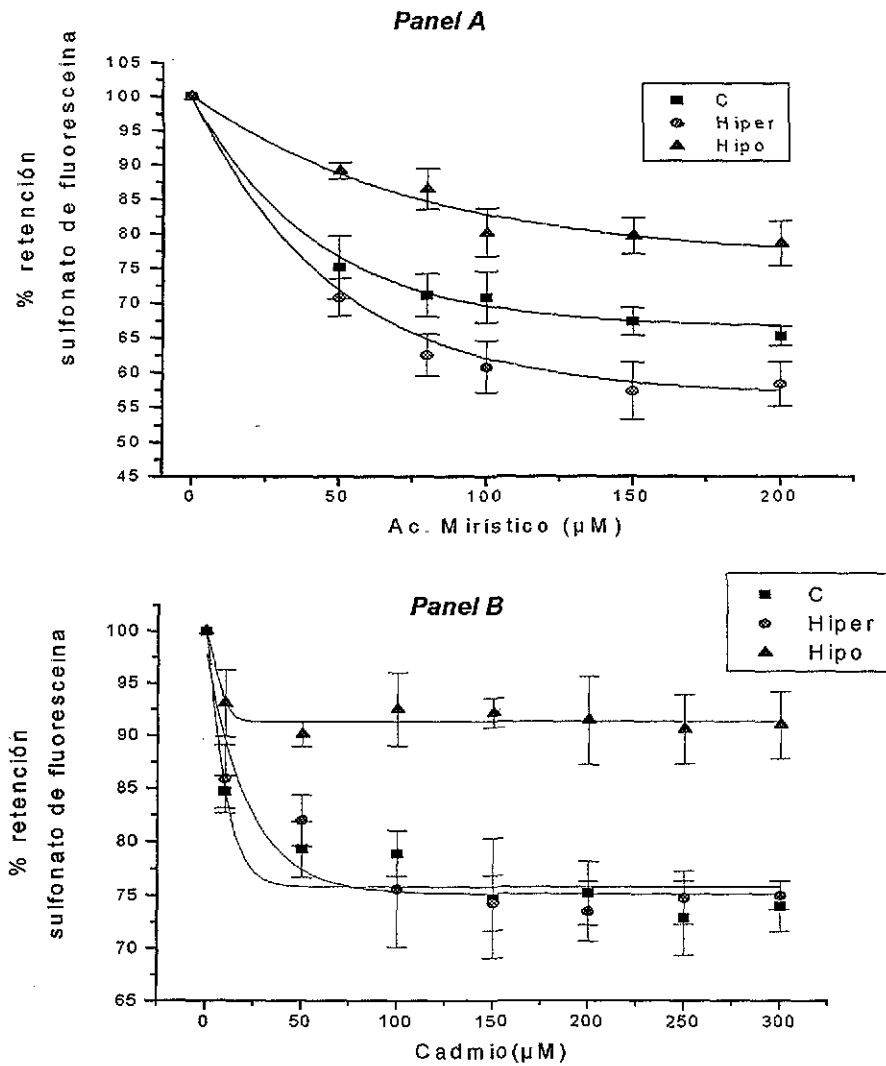 Panel A
% retención
sulfonato de fluoresceina
105
100
95
90
85
80
75
70
65
60
55
50
45
C
Hiper
Hipo
0
50
100
150
200
Ac. Mirístico (µM)
Panel B
% retención
sulfonato de fluoresceina
100
95
90
85
80
75
70
65
C
Hiper
Hipo
0
50
100
150
200
250
300
Cadmio(µM)